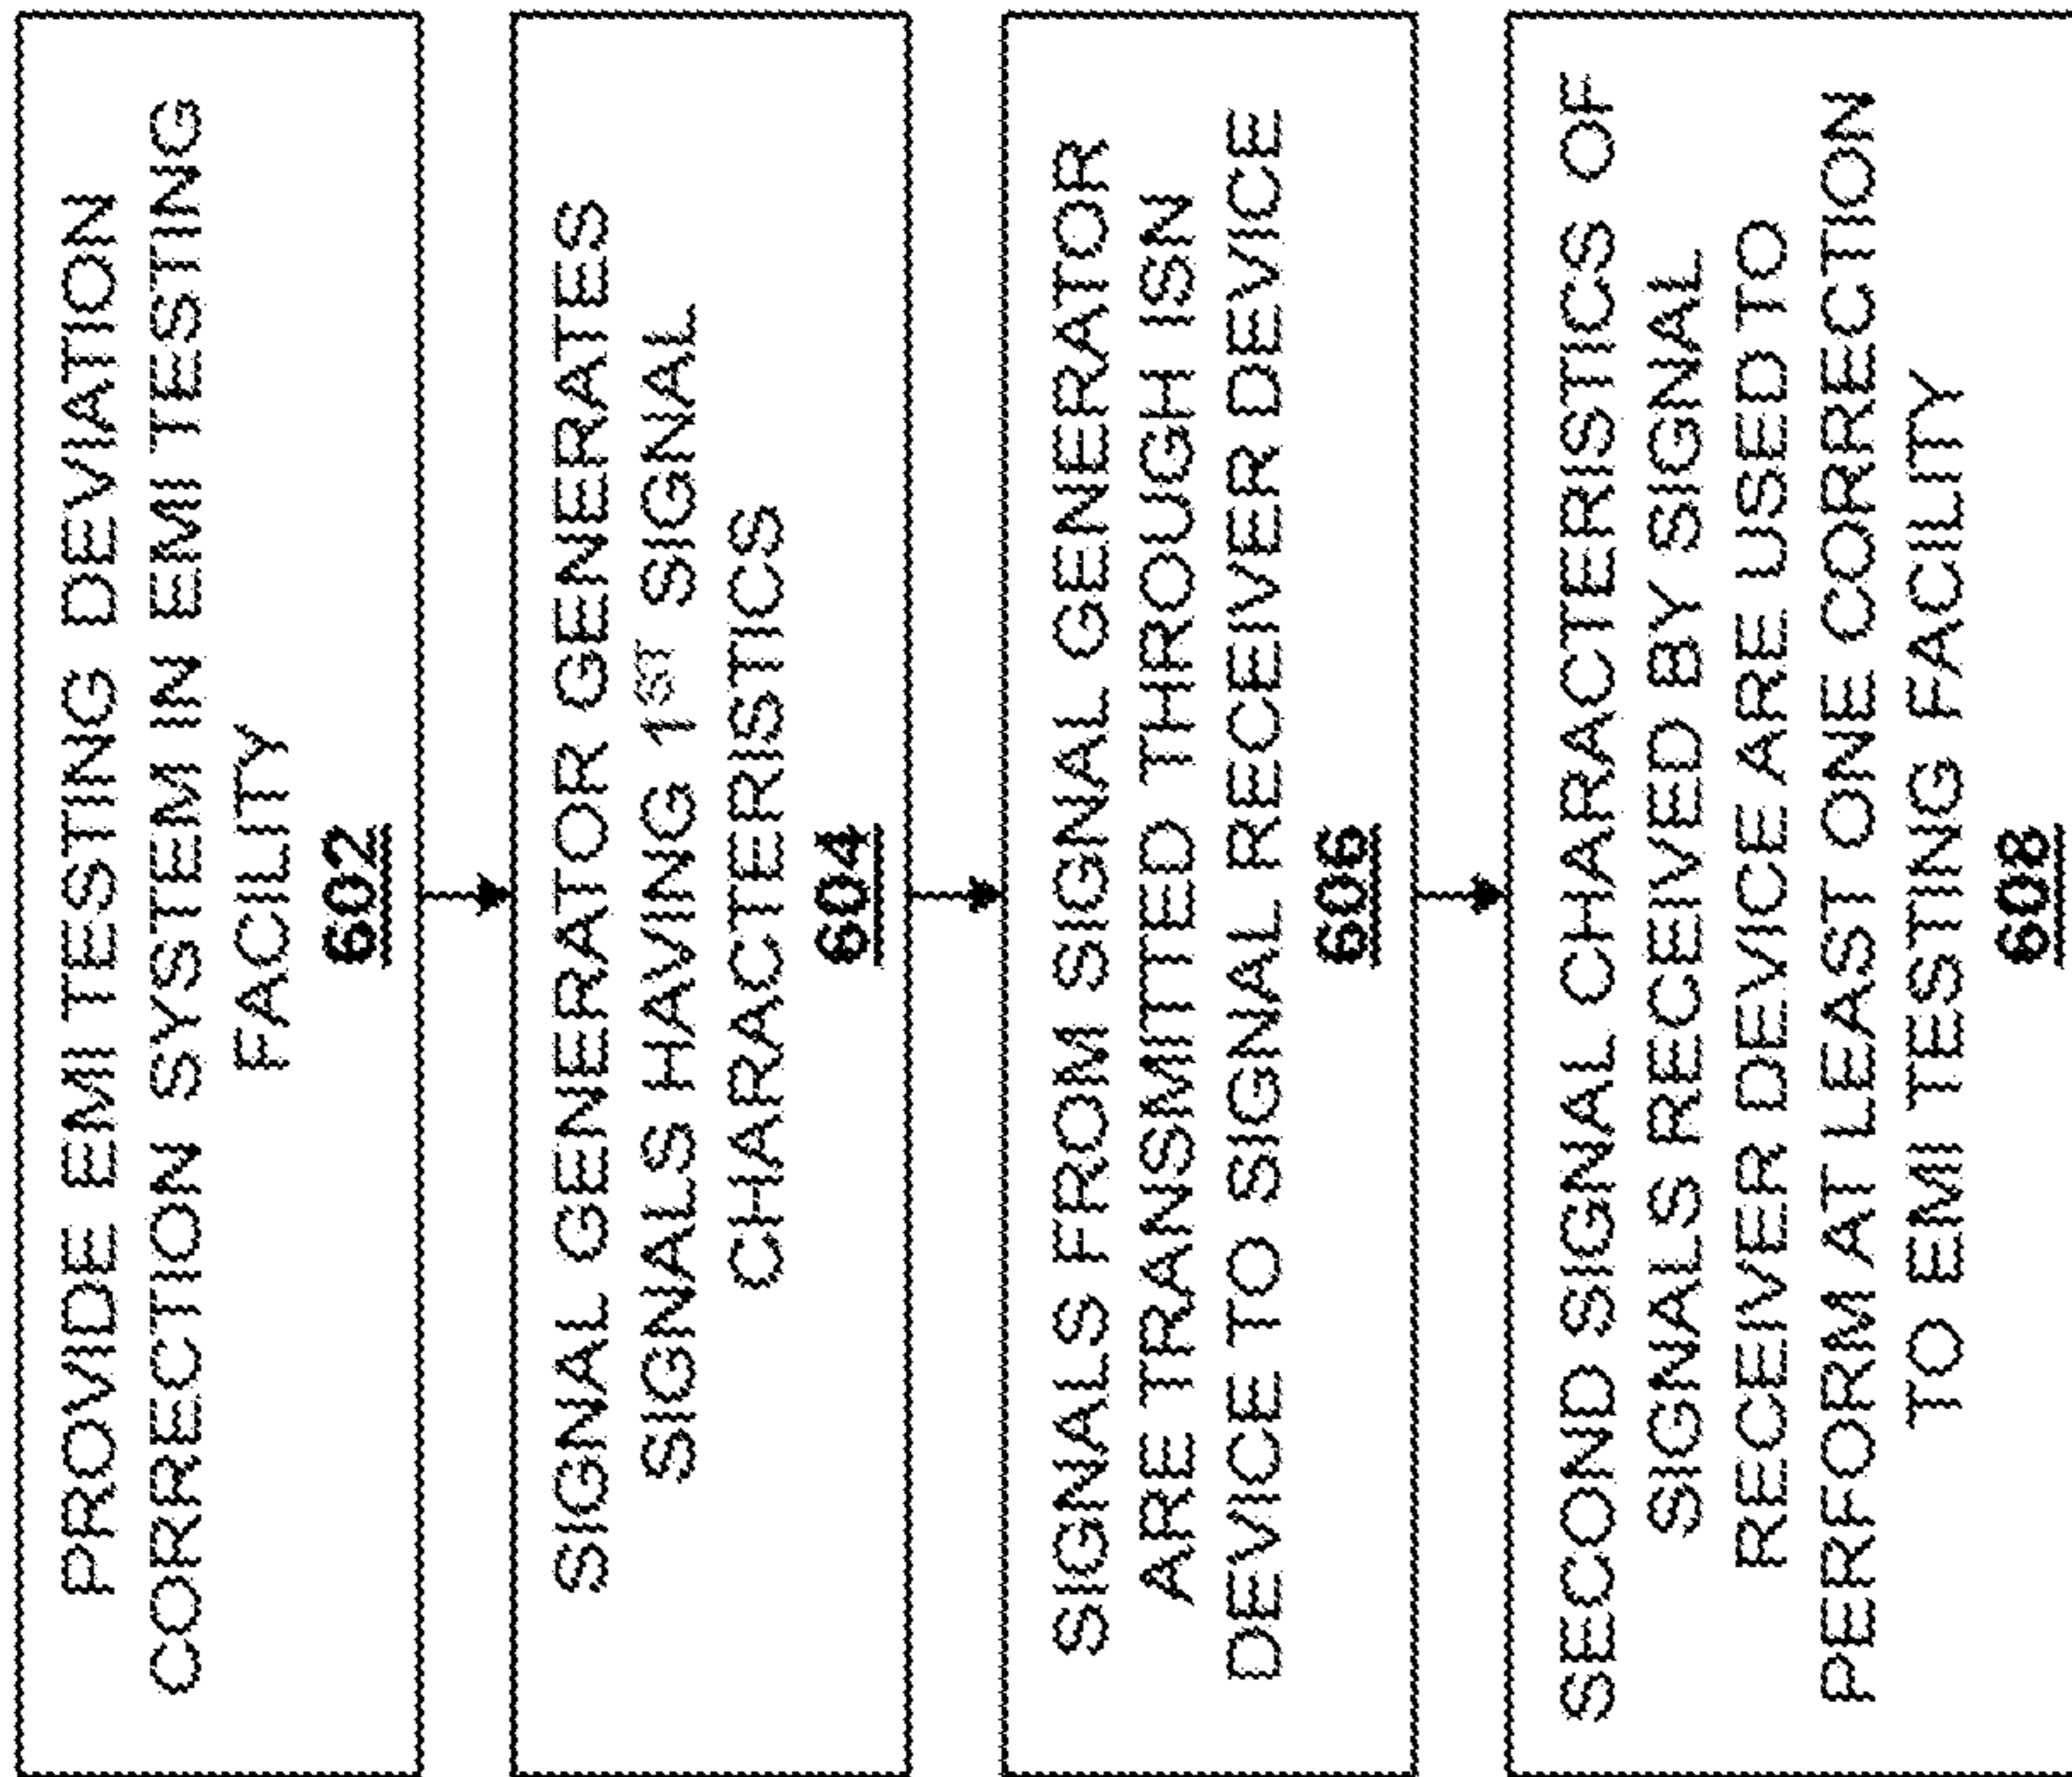 PROVIDE EMI TESTING DEVIATION
CORRECTION SYSTEM IN EMI TESTING
FACILITY
602
SIGNAL GENERATOR GENERATES
SIGNALS HAVING 1ST SIGNAL
CHARACTERISTICS
604
SIGNALS FROM SIGNAL GENERATOR
ARE TRANSMITTED THROUGH ISN
DEVICE TO SIGNAL RECEIVER DEVICE
606
SECOND SIGNAL CHARACTERISTICS OF
SIGNALS RECEIVED BY SIGNAL
RECEIVER DEVICE ARE USED TO
PERFORM AT LEAST ONE CORRECTION
TO EMI TESTING FACILITY
608